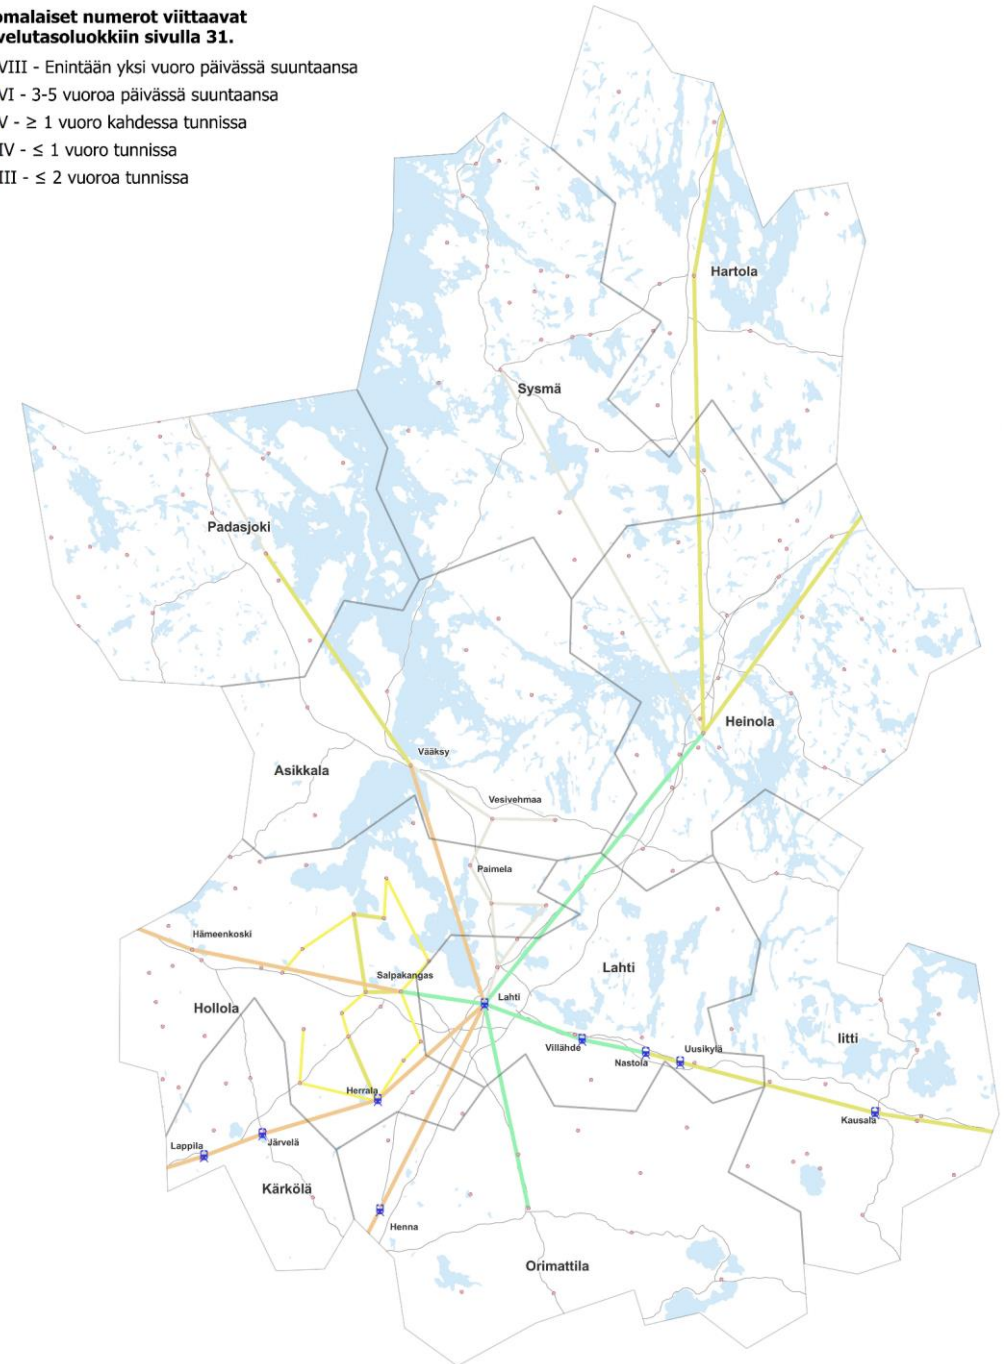 omalaiset numerot viittaavat
velutasoluokkiin sivulla 31.
VIII - Enintään yksi vuoro päivässä suuntaansa
VI - 3-5 vuoroa päivässä suuntaansa
V - ≥ 1 vuoro kahdessa tunnissa
IV - ≤ 1 vuoro tunnissa
III - ≤ 2 vuoroa tunnissa
Hartola
Sysmä
Padasjoki
Heinola
Vääksy
Asikkala
Vesivehmaa
Paimela
Hämeenkoski
Salpakangas
Lahti
Lahti
Hollola
Iitti
Villähde
Uusikylä
Nastola
Herrala
Kausala
Järvelä
Lappila
Kärkölä
Henna
Orimattila